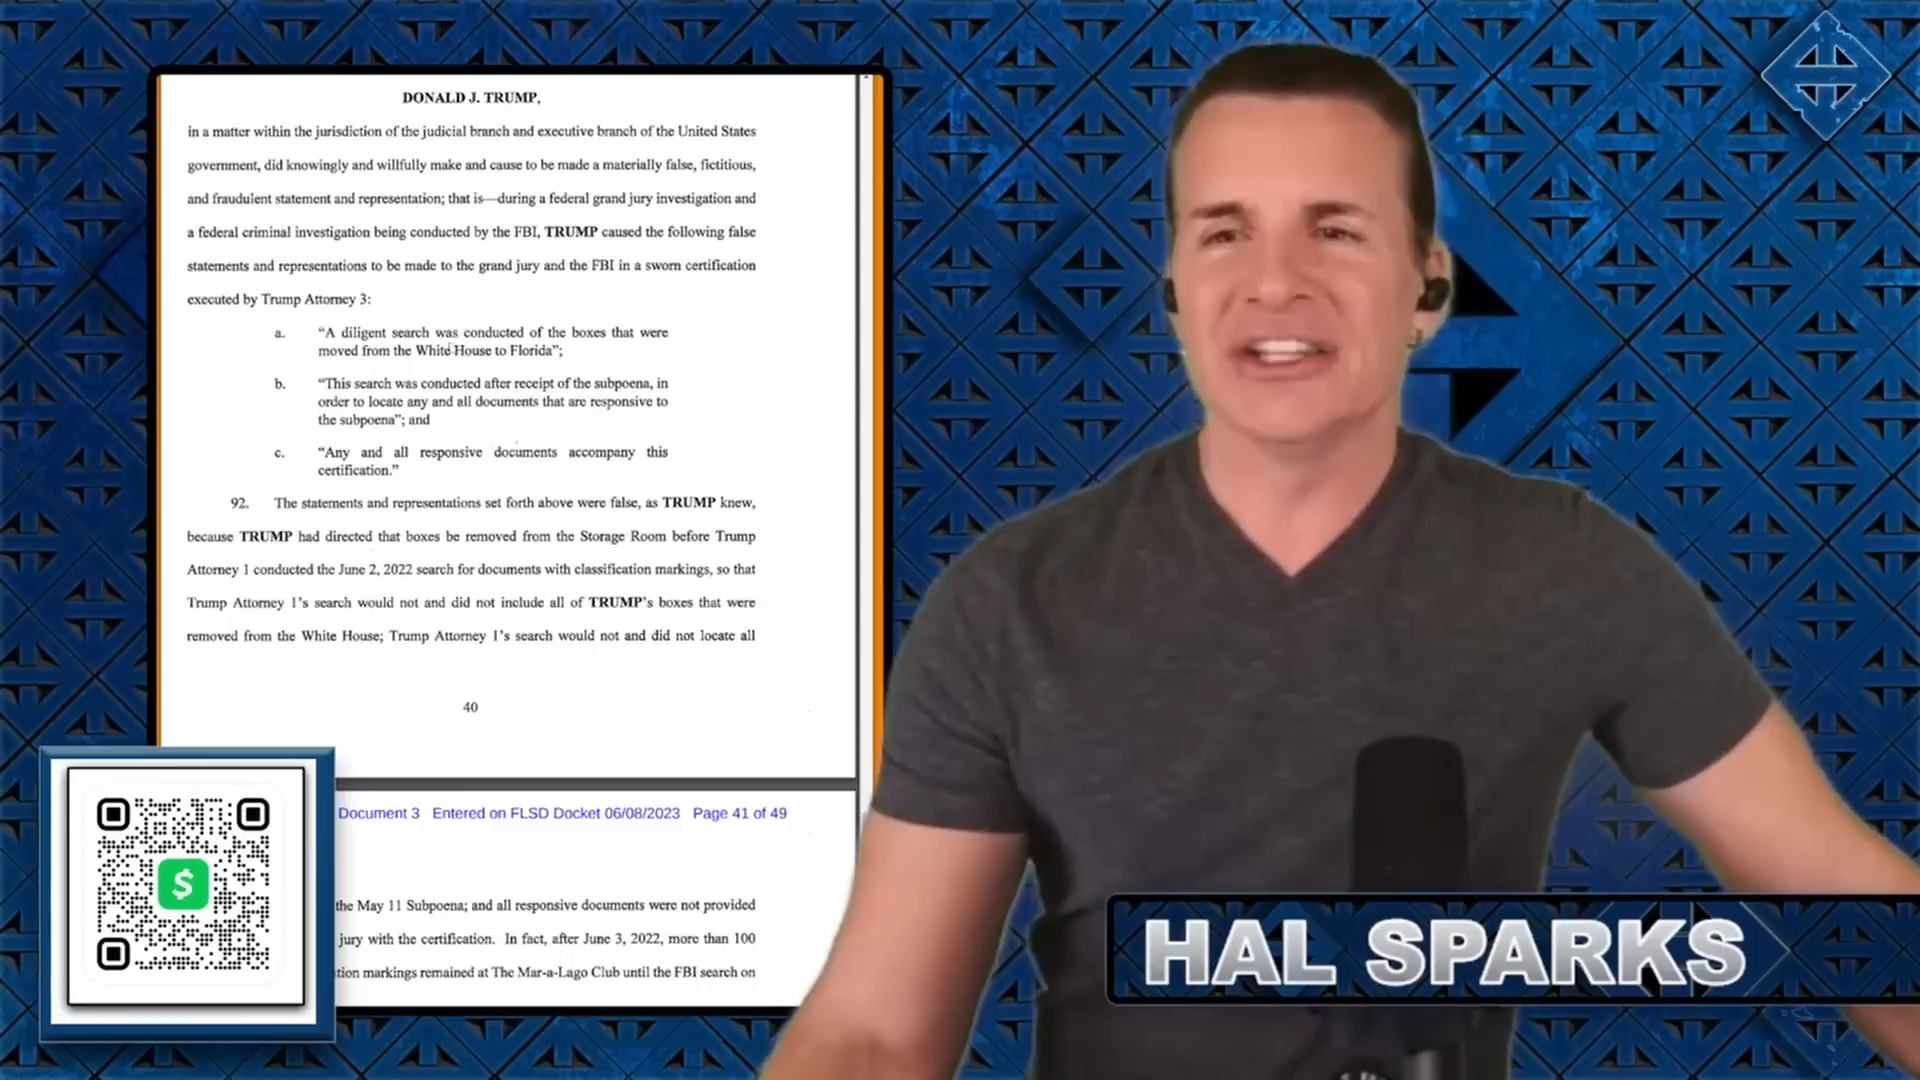 DONALD J. TRUMP,
in a matter within the jurisdiction of the judicial branch and executive branch of the United States
government, did knowingly and willfully make and cause to be made a materially false, fictitious,
and fraudulent statement and representation; that is—during a federal grand jury investigation and
a federal criminal investigation being conducted by the FBI, TRUMP caused the following false
statements and representations to be made to the grand jury and the FBI in a sworn certification
executed by Trump Attorney 3:
a. “A diligent search was conducted of the boxes that were
moved from the White House to Florida”;
b. “This search was conducted after receipt of the subpoena, in
order to locate any and all documents that are responsive to
the subpoena”; and
c. “Any and all responsive documents accompany this
certification.”
92. The statements and representations set forth above were false, as TRUMP knew,
because TRUMP had directed that boxes be removed from the Storage Room before Trump
Attorney 1 conducted the June 2, 2022 search for documents with classification markings, so that
Trump Attorney 1’s search would not and did not include all of TRUMP’s boxes that were
removed from the White House; Trump Attorney 1’s search would not and did not locate all
40
Document 3 Entered on FLSD Docket 06/08/2023 Page 41 of 49
the May 11 Subpoena; and all responsive documents were not provided
jury with the certification. In fact, after June 3, 2022, more than 100
tion markings remained at The Mar-a-Lago Club until the FBI search on
$
HAL SPARKS